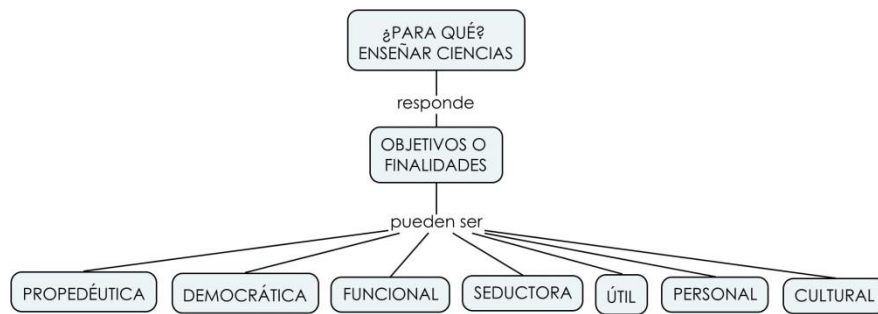 ¿PARA QUÉ?
ENSEÑAR CIENCIAS
responde
OBJETIVOS O
FINALIDADES
pueden ser
PROPEDÉUTICA
DEMOCRÁTICA
FUNCIONAL
SEDUCTORA
ÚTIL
PERSONAL
CULTURAL